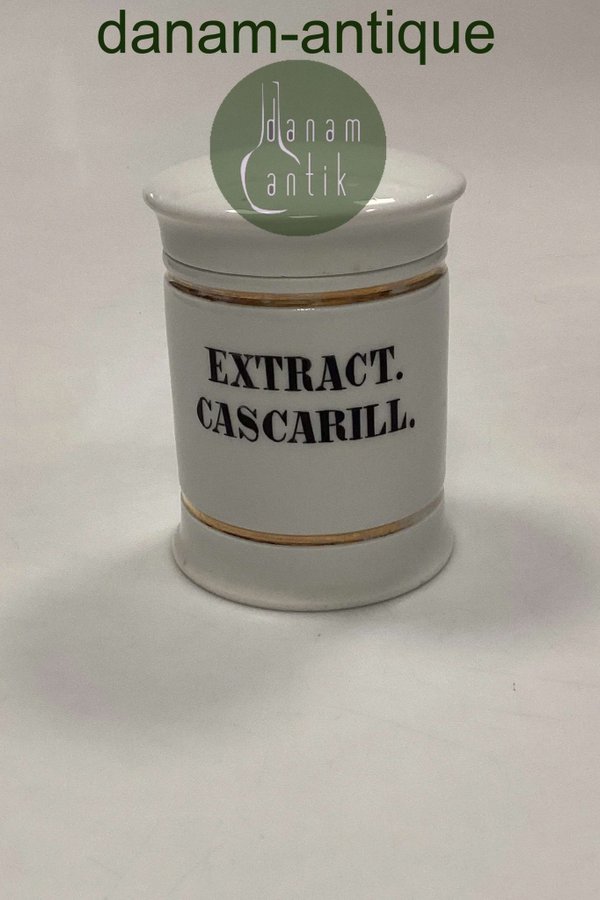 danam-antique
danam
antik
EXTRACT.
CASCARILL.